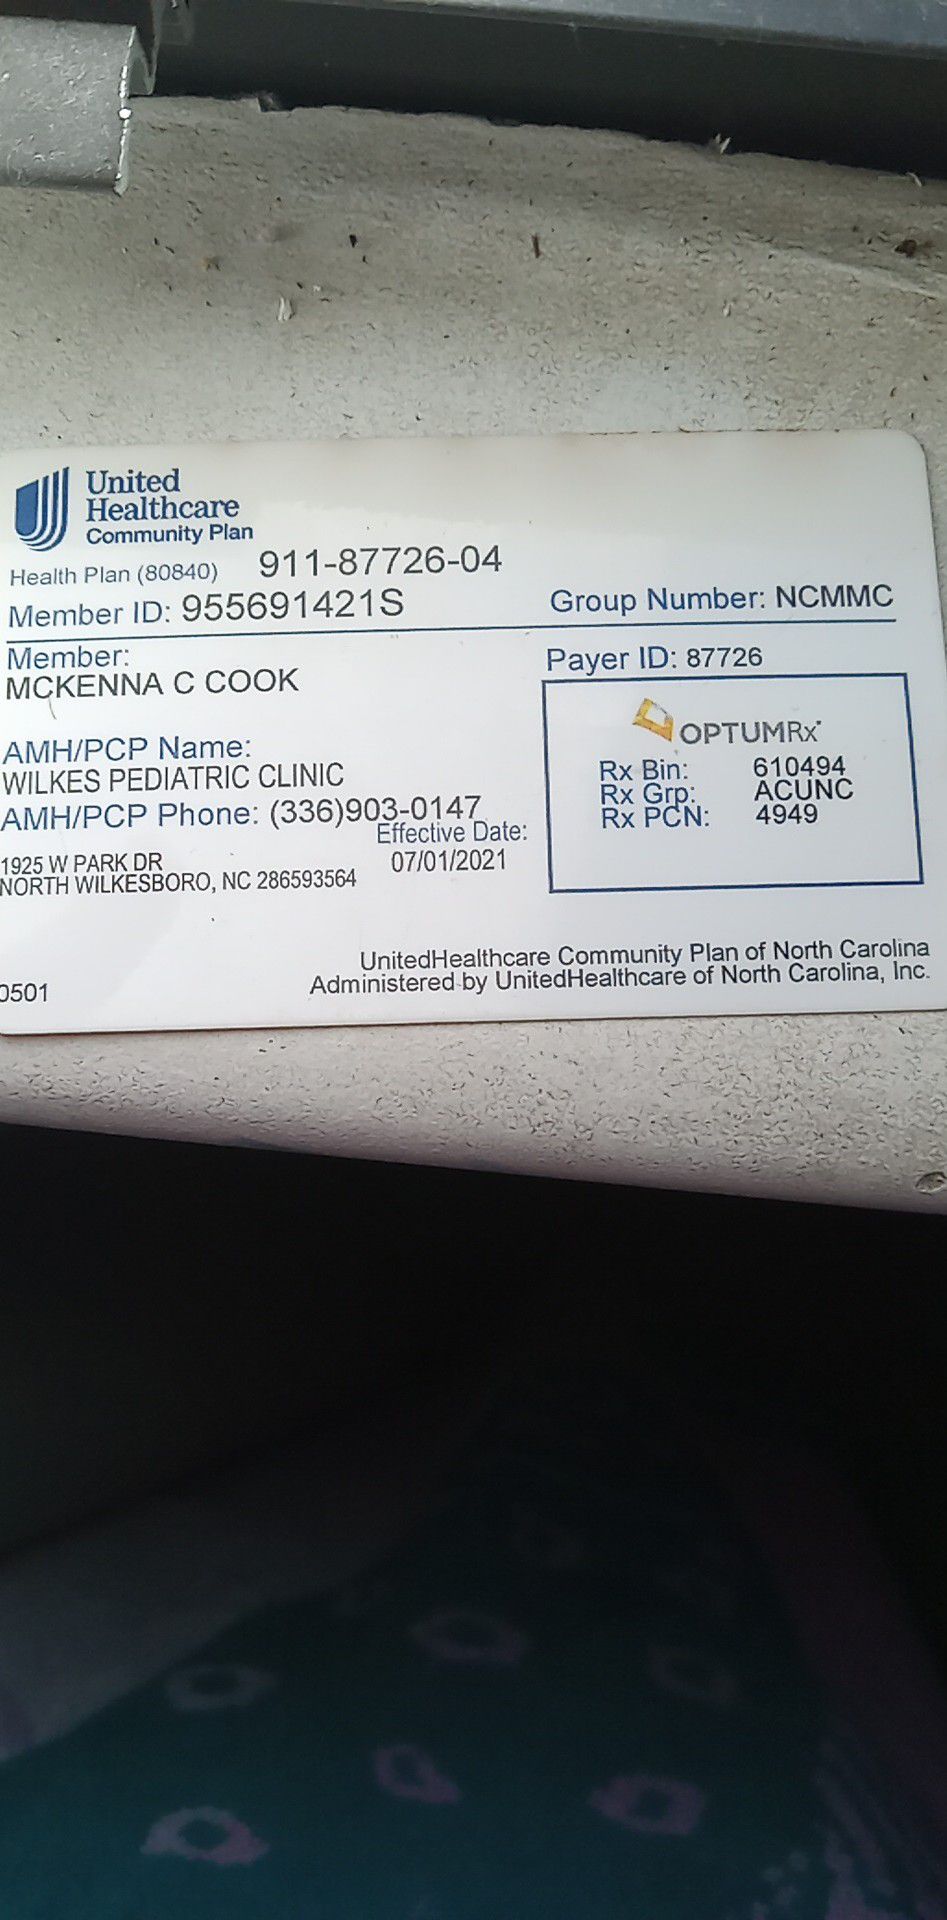 United
Healthcare
Community Plan
Health Plan (80840) 911-87726-04
Member ID: 955691421S Group Number: NCMMC
Member:
MCKENNA C COOK
Payer ID: 87726
OPTUMRx
AMH/PCP Name:
WILKES PEDIATRIC CLINIC
AMH/PCP Phone: (336)903-0147
Rx Bin: 610494
Rx Grp: ACUNC
Rx PCN: 4949
Effective Date:
07/01/2021
1925 W PARK DR
NORTH WILKESBORO, NC 286593564
UnitedHealthcare Community Plan of North Carolina
0501 Administered by UnitedHealthcare of North Carolina, Inc.